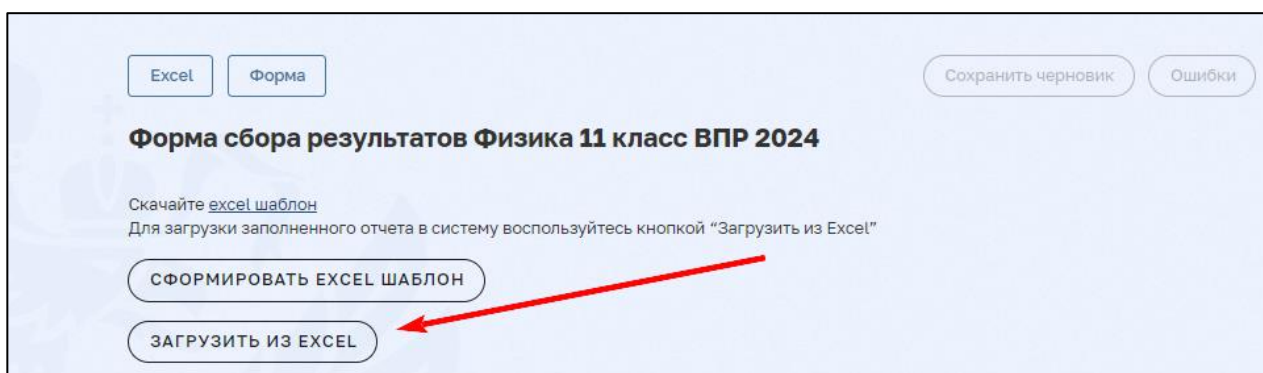 Excel Форма Сохранить черновик Ошибки
Форма сбора результатов Физика 11 класс ВПР 2024
Скачайте excel шаблон
Для загрузки заполненного отчета в систему воспользуйтесь кнопкой “Загрузить из Excel”
СФОРМИРОВАТЬ EXCEL ШАБЛОН
ЗАГРУЗИТЬ ИЗ EXCEL